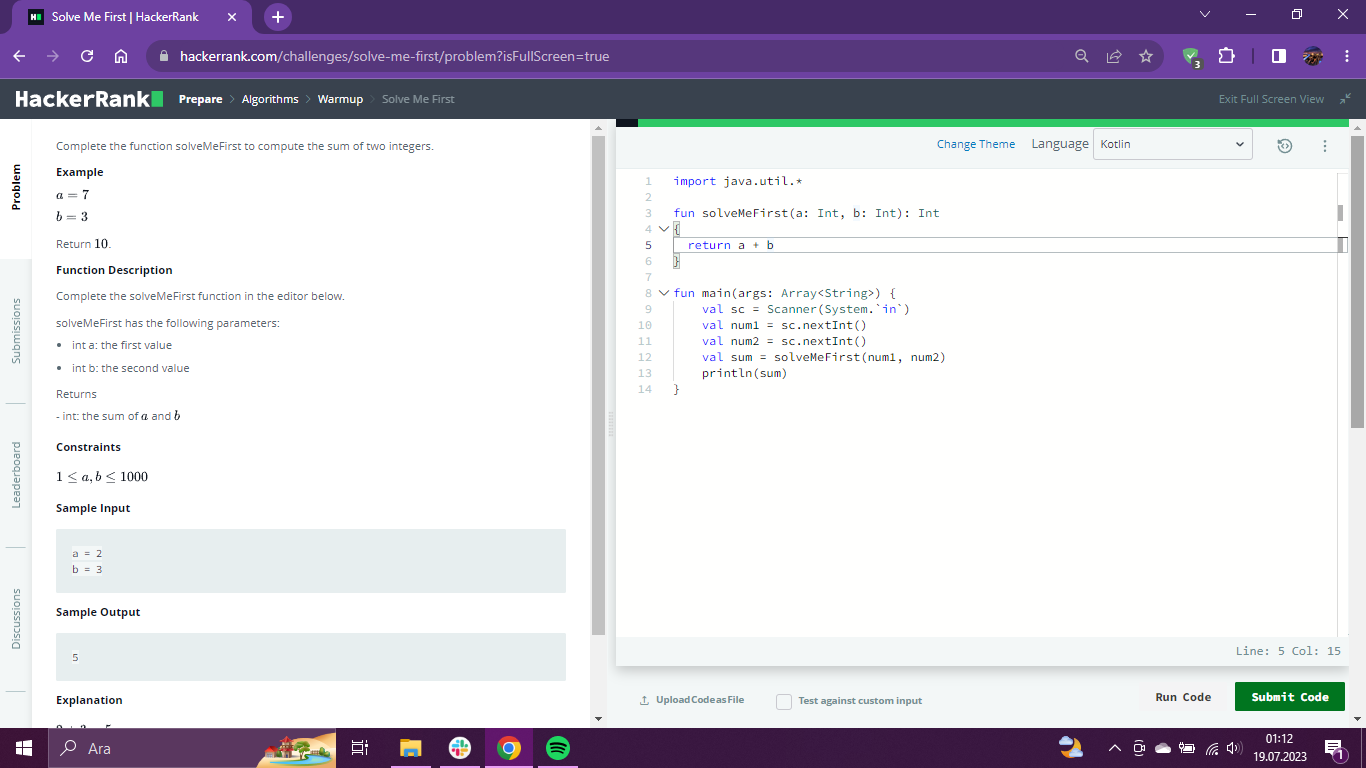 Solve Me First | HackerRank
hackerrank.com/challenges/solve-me-first/problem?isFullScreen=true
3
HackerRank
Prepare > Algorithms > Warmup > Solve Me First
Exit Full Screen View
Problem
Submissions
Leaderboard
Discussions
Complete the function solveMeFirst to compute the sum of two integers.
Example
a = 7
b = 3
Return 10.
Function Description
Complete the solveMeFirst function in the editor below.
solveMeFirst has the following parameters:
• int a: the first value
• int b: the second value
Returns
- int: the sum of a and b
Constraints
1 ≤ a, b ≤ 1000
Sample Input
a = 2
b = 3
Sample Output
5
Explanation
Change Theme Language Kotlin
1 import java.util.*
2
3 fun solveMeFirst(a: Int, b: Int): Int
4 {
5 return a + b
6 }
7
8 fun main(args: Array<String>) {
9 val sc = Scanner(System.`in`)
10 val num1 = sc.nextInt()
11 val num2 = sc.nextInt()
12 val sum = solveMeFirst(num1, num2)
13 println(sum)
14 }
Line: 5 Col: 15
Upload Code as File
Test against custom input
Run Code
Submit Code
Ara
01:12
19.07.2023
1